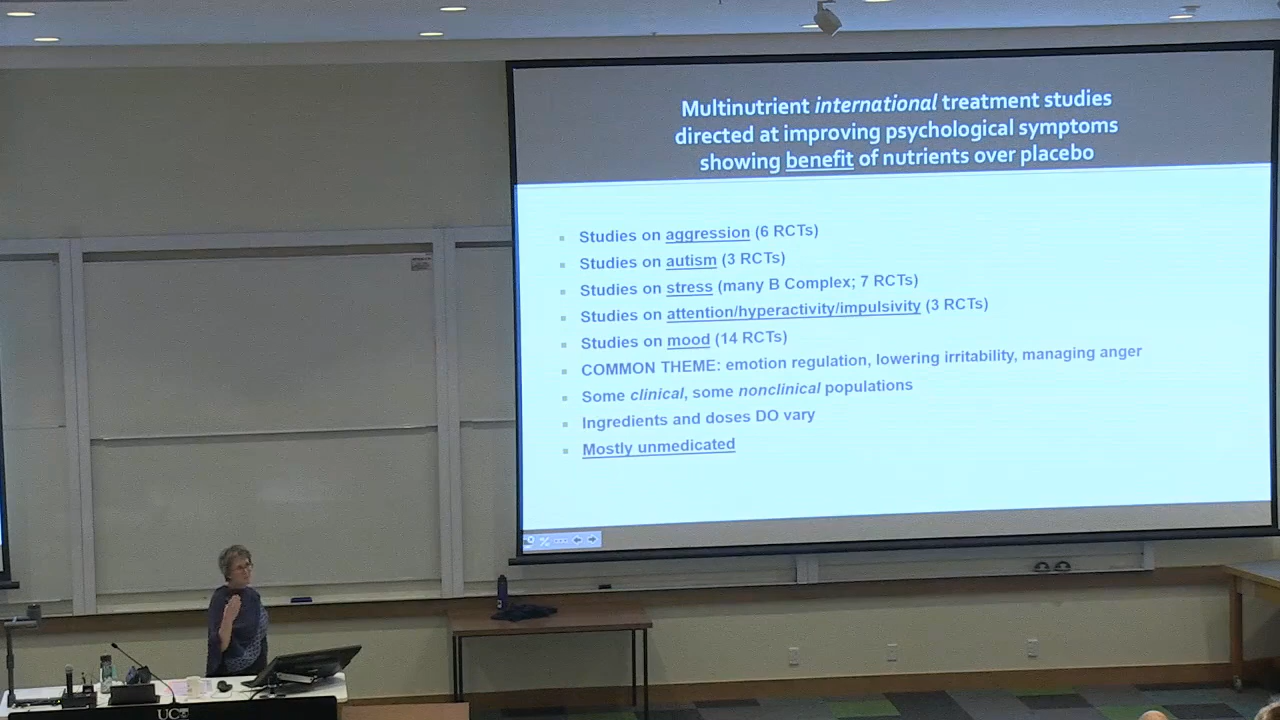 Multinutrient international treatment studies
directed at improving psychological symptoms
showing benefit of nutrients over placebo
Studies on aggression (6 RCTs)
Studies on autism (3 RCTs)
Studies on stress (many B Complex; 7 RCTs)
Studies on attention/hyperactivity/impulsivity (3 RCTs)
Studies on mood (14 RCTs)
COMMON THEME: emotion regulation, lowering irritability, managing anger
Some clinical, some nonclinical populations
Ingredients and doses DO vary
Mostly unmedicated
UC